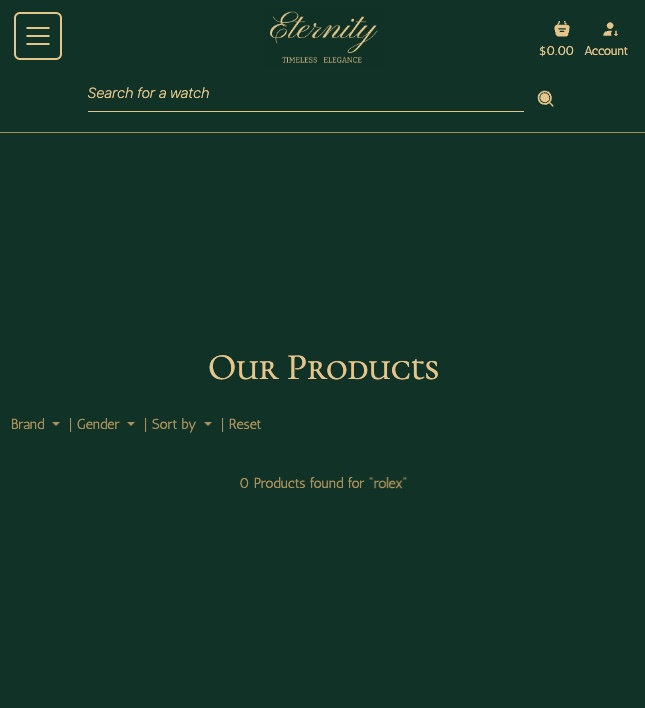 Eternity
TIMELESS ELEGANCE
$0.00 Account
Search for a watch
Our Products
Brand | Gender | Sort by | Reset
0 Products found for "rolex"